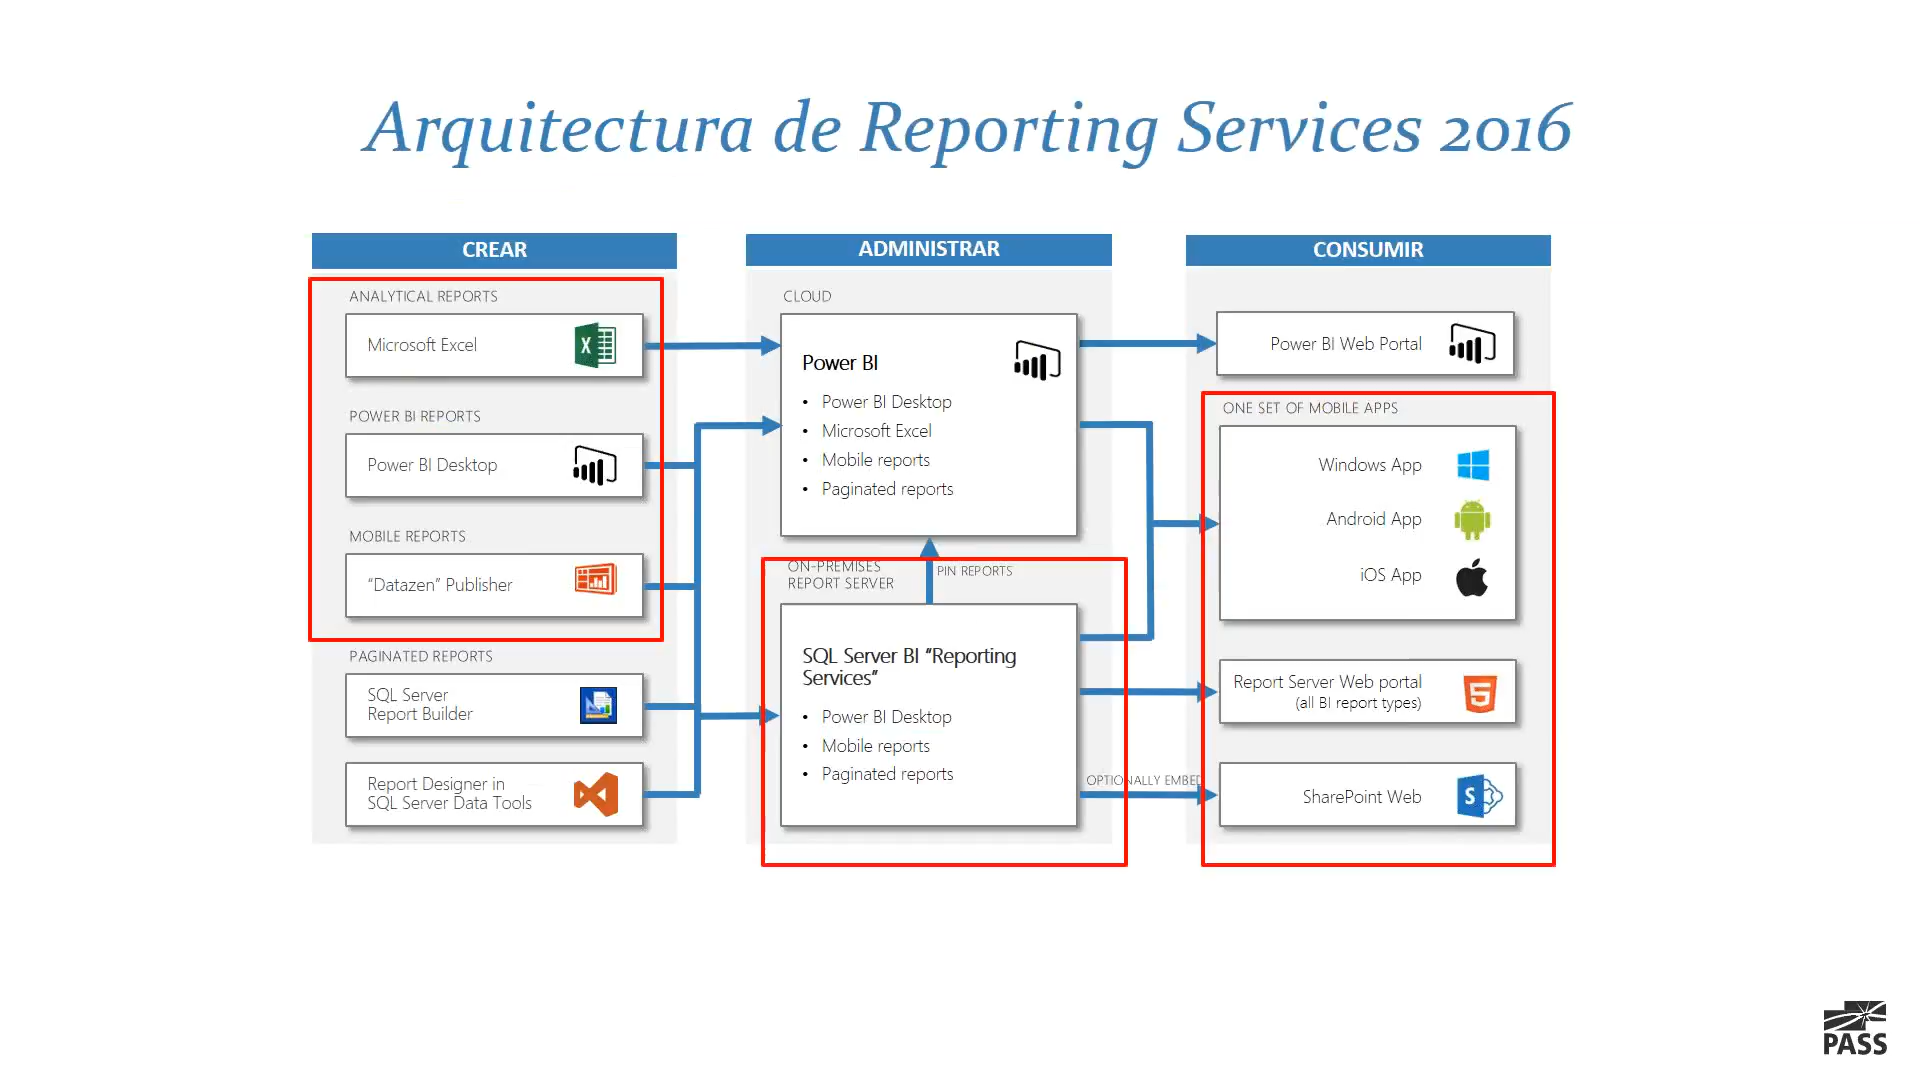 Arquitectura de Reporting Services 2016
CREAR
ANALYTICAL REPORTS
Microsoft Excel
POWER BI REPORTS
Power BI Desktop
MOBILE REPORTS
“Datazen” Publisher
PAGINATED REPORTS
SQL Server
Report Builder
Report Designer in
SQL Server Data Tools
ADMINISTRAR
CLOUD
Power BI
• Power BI Desktop
• Microsoft Excel
• Mobile reports
• Paginated reports
ON-PREMISES
REPORT SERVER
PIN REPORTS
SQL Server BI “Reporting
Services”
• Power BI Desktop
• Mobile reports
• Paginated reports
OPTIONALLY EMBED
CONSUMIR
Power BI Web Portal
ONE SET OF MOBILE APPS
Windows App
Android App
iOS App
Report Server Web portal
(all BI report types)
SharePoint Web
PASS